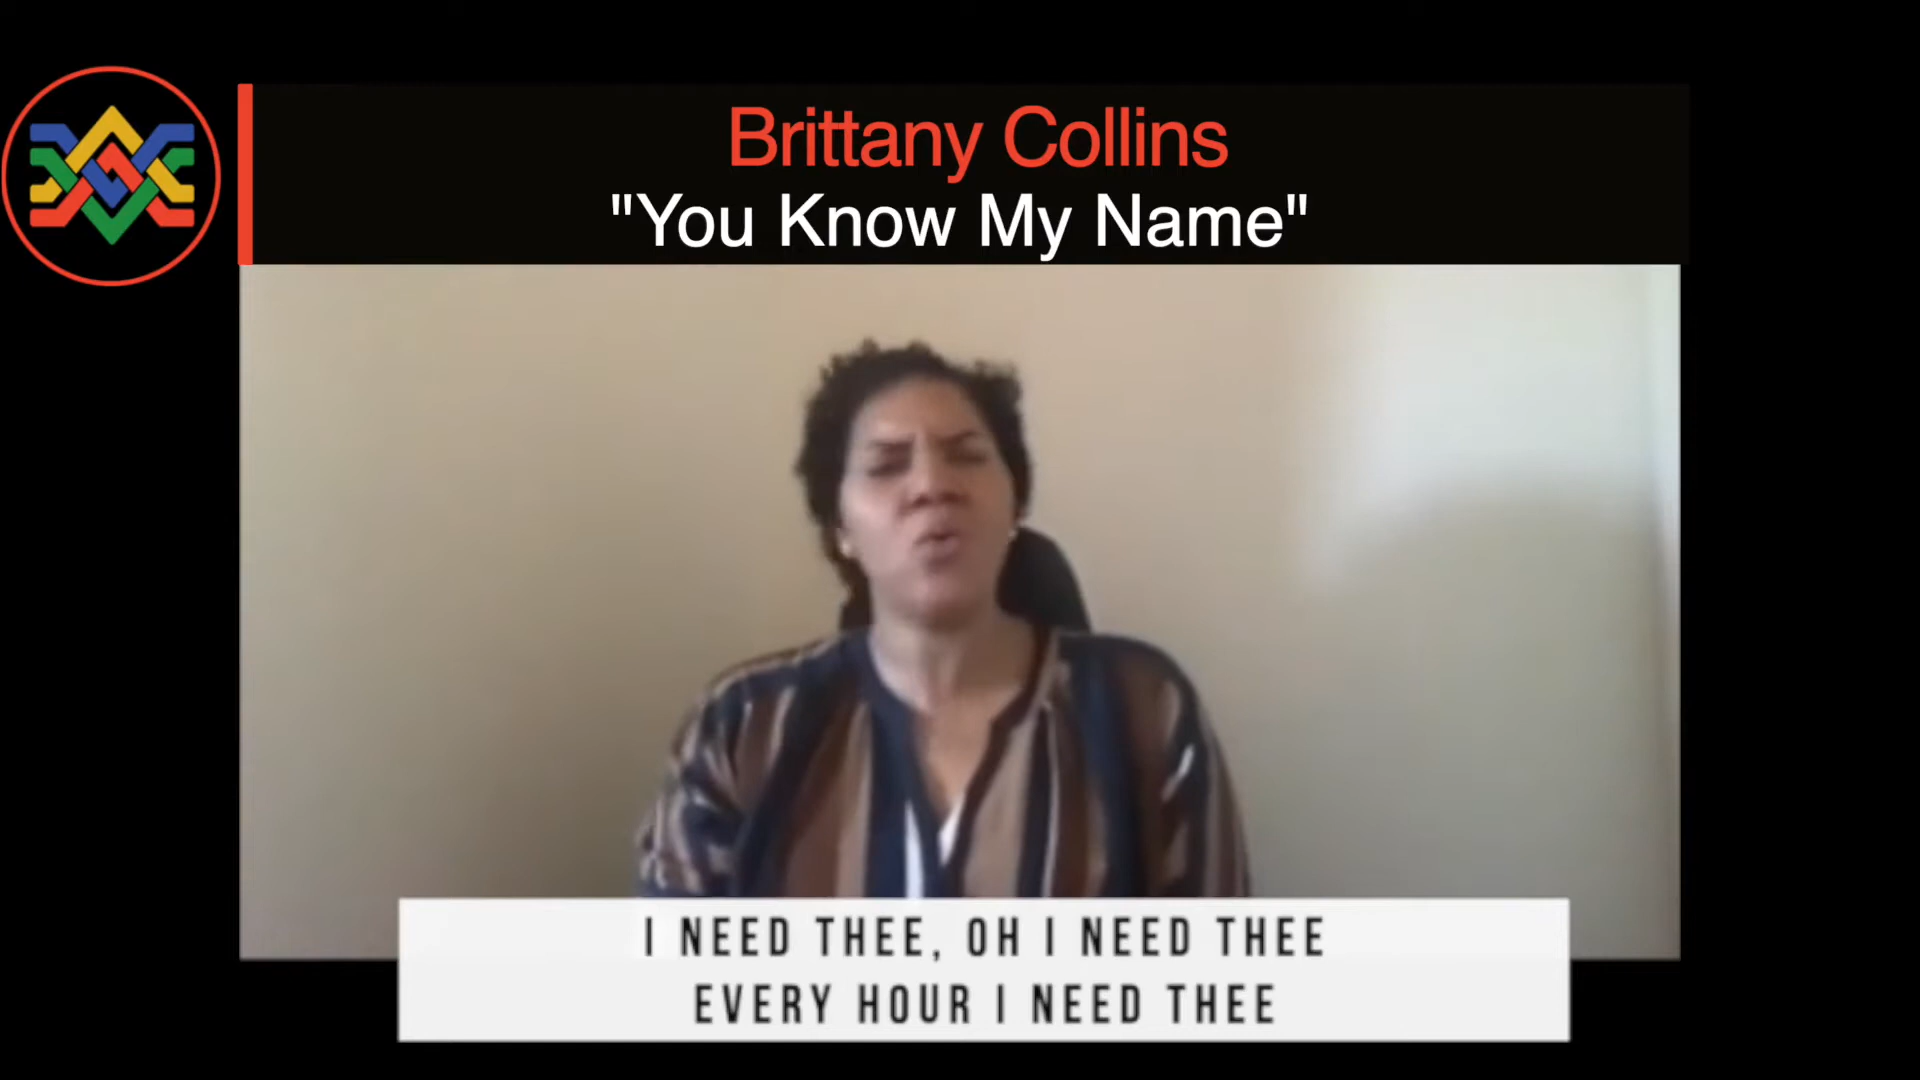 Brittany Collins
"You Know My Name"
I NEED THEE, OH I NEED THEE
EVERY HOUR I NEED THEE